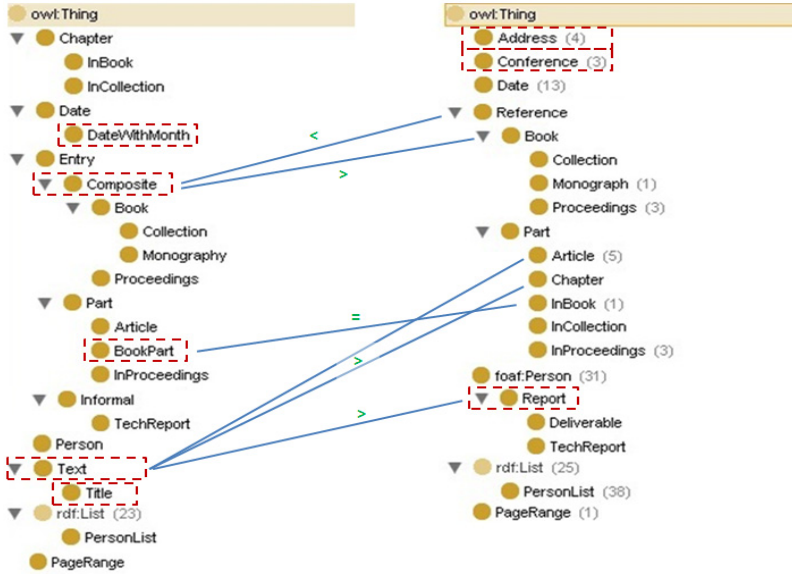 owl:Thing
Chapter
InBook
InCollection
Date
DateWithMonth
Entry
Composite
Book
Collection
Monography
Proceedings
Part
Article
BookPart
InProceedings
Informal
TechReport
Person
Text
Title
rdf:List (23)
PersonList
PageRange
<
>
=
>
>
owl:Thing
Address (4)
Conference (3)
Date (13)
Reference
Book
Collection
Monograph (1)
Proceedings (3)
Part
Article (5)
Chapter
InBook (1)
InCollection
InProceedings (3)
foaf:Person (31)
Report
Deliverable
TechReport
rdf:List (25)
PersonList (38)
PageRange (1)